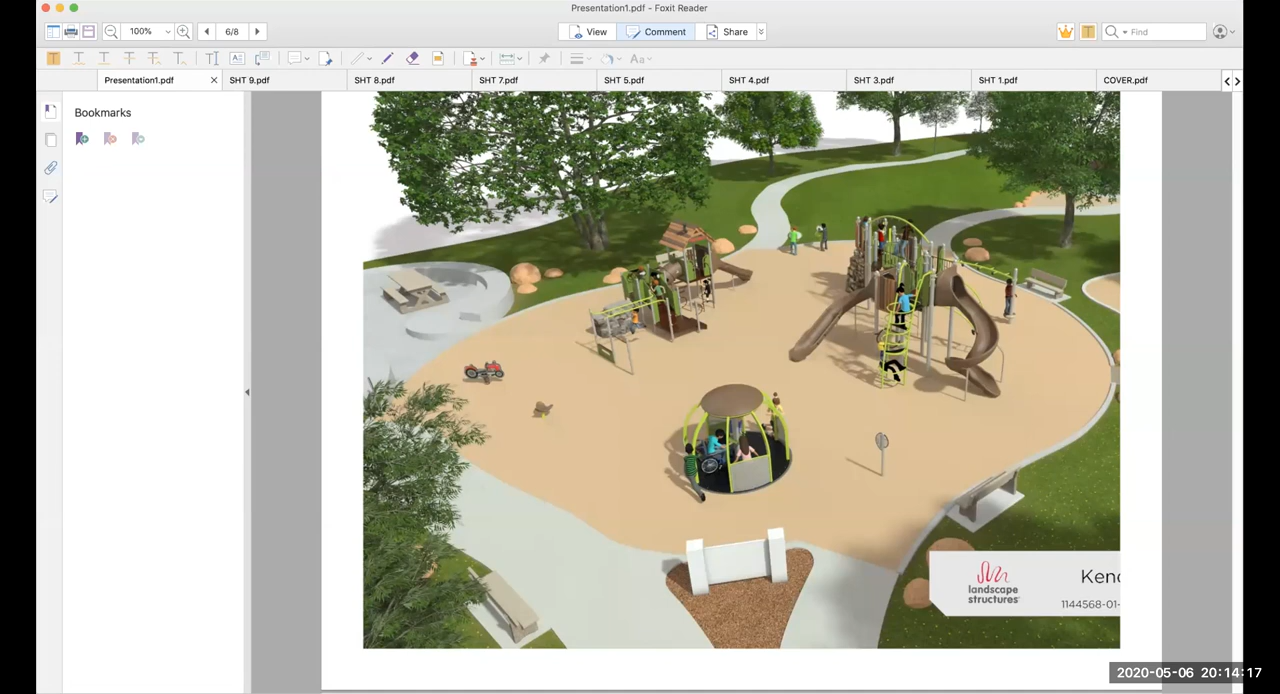 Presentation1.pdf - Foxit Reader
100%
6/8
View
Comment
Share
Find
Presentation1.pdf
SHT 9.pdf
SHT 8.pdf
SHT 7.pdf
SHT 5.pdf
SHT 4.pdf
SHT 3.pdf
SHT 1.pdf
COVER.pdf
Bookmarks
landscape
structures
Kenc
1144568-01-
2020-05-06 20:14:17